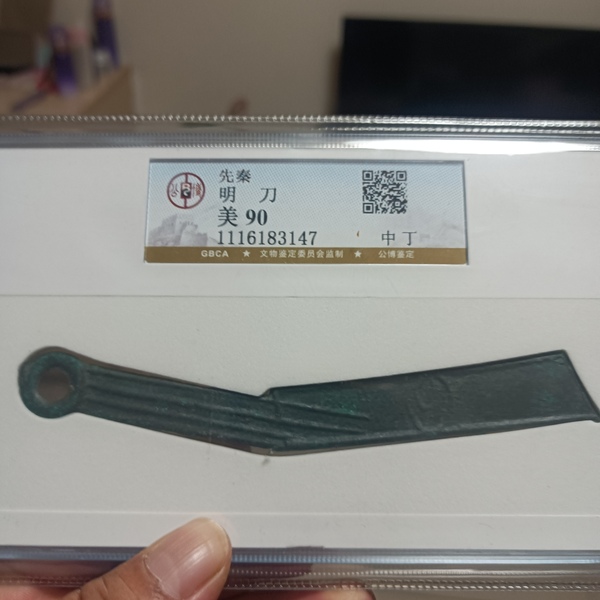 先秦
明 刀
美 90
1116183147 中丁
GBCA ★ 文物鉴定委员会监制 ★ 公博鉴定